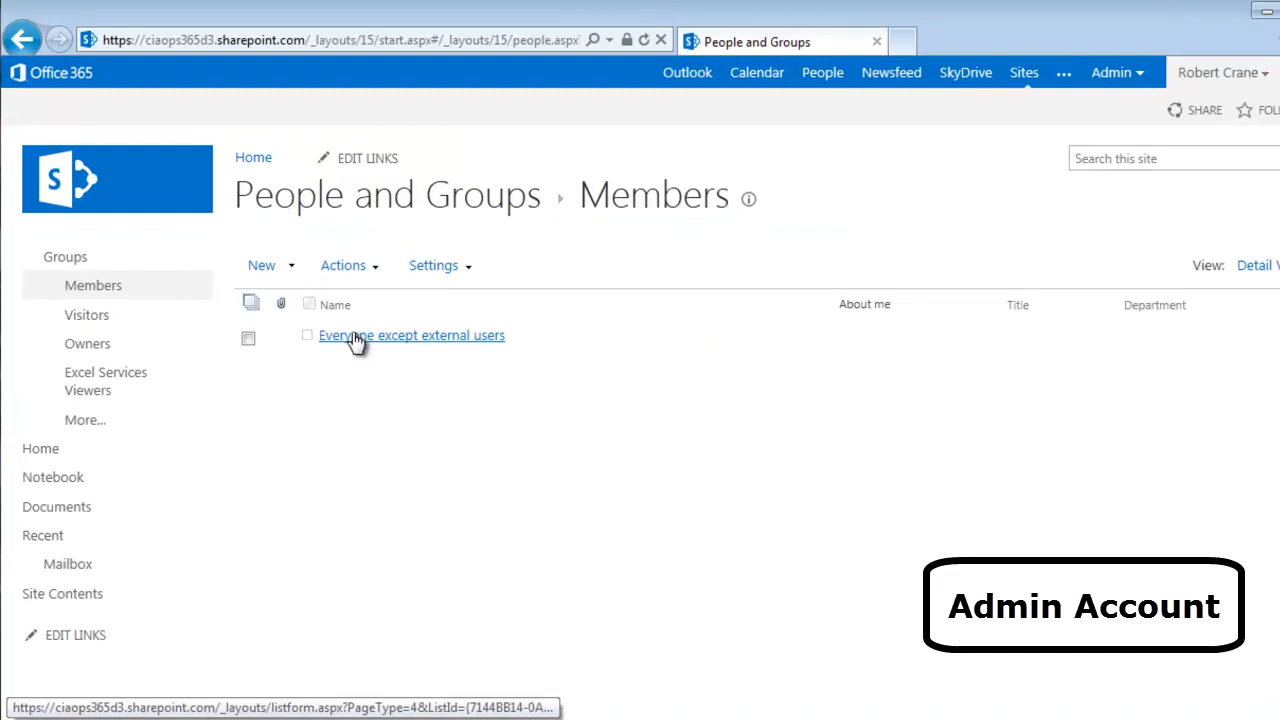 https://ciaops365d3.sharepoint.com/_layouts/15/start.aspx#/_layouts/15/people.aspx?
People and Groups
Office 365
Outlook Calendar People Newsfeed SkyDrive Sites ... Admin Robert Crane
SHARE FOL
S
Home EDIT LINKS
Search this site
People and Groups Members
Groups
Members
Visitors
Owners
Excel Services
Viewers
More...
Home
Notebook
Documents
Recent
Mailbox
Site Contents
EDIT LINKS
New Actions Settings
View: Detail V
Name About me Title Department
Everyone except external users
Admin Account
https://ciaops365d3.sharepoint.com/_layouts/listform.aspx?PageType=4&ListId={7144BB14-0A...